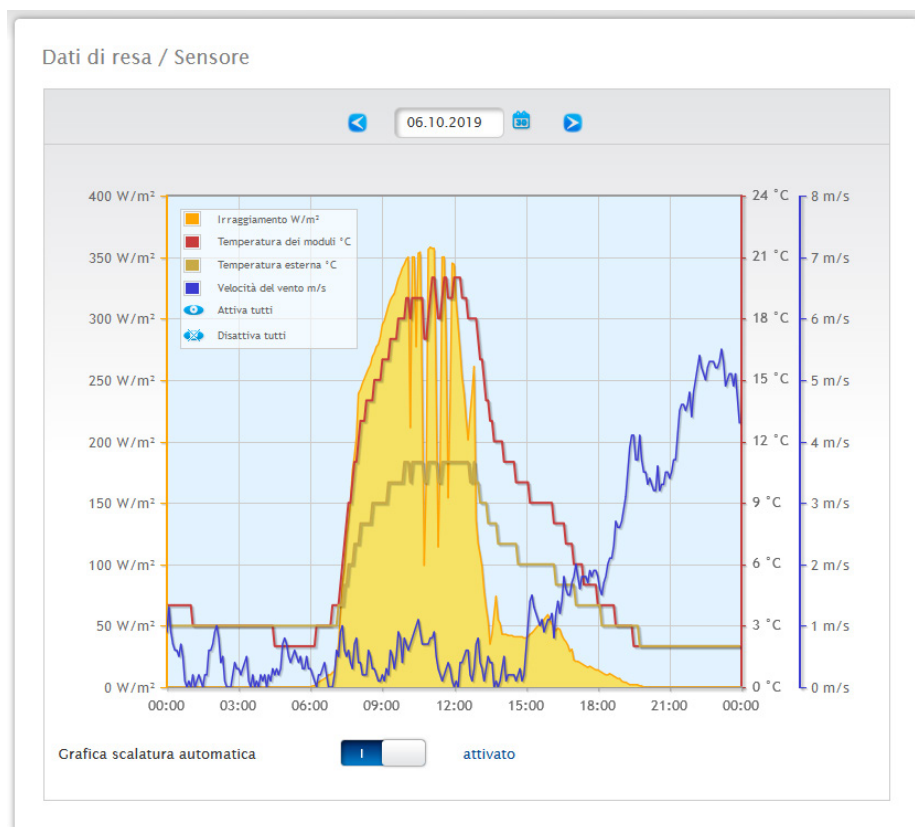 Dati di resa / Sensore
06.10.2019
30
400 W/m² 24 °C 8 m/s
Irraggiamento W/m²
Temperatura dei moduli °C
350 W/m² 21 °C 7 m/s
Temperatura esterna °C
Velocità del vento m/s
Attiva tutti
300 W/m² 18 °C 6 m/s
Disattiva tutti
250 W/m² 15 °C 5 m/s
200 W/m² 12 °C 4 m/s
150 W/m² 9 °C 3 m/s
100 W/m² 6 °C 2 m/s
50 W/m² 3 °C 1 m/s
0 W/m² 0 °C 0 m/s
00:00 03:00 06:00 09:00 12:00 15:00 18:00 21:00 00:00
Grafica scalatura automatica I attivato